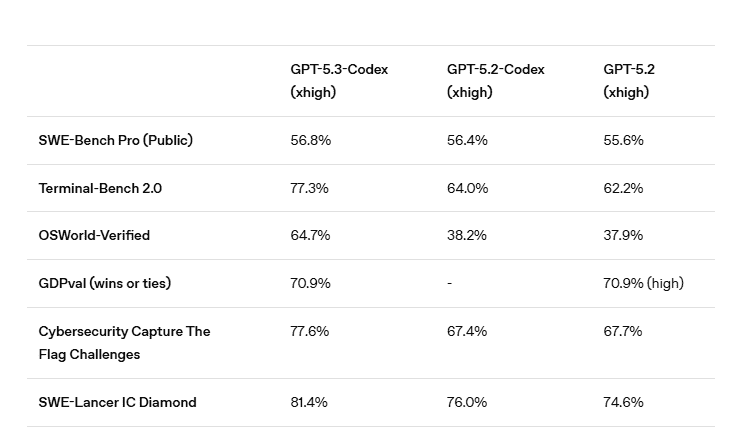 GPT-5.3-Codex GPT-5.2-Codex GPT-5.2
(xhigh) (xhigh) (xhigh)
SWE-Bench Pro (Public) 56.8% 56.4% 55.6%
Terminal-Bench 2.0 77.3% 64.0% 62.2%
OSWorld-Verified 64.7% 38.2% 37.9%
GDPval (wins or ties) 70.9% - 70.9% (high)
Cybersecurity Capture The 77.6% 67.4% 67.7%
Flag Challenges
SWE-Lancer IC Diamond 81.4% 76.0% 74.6%